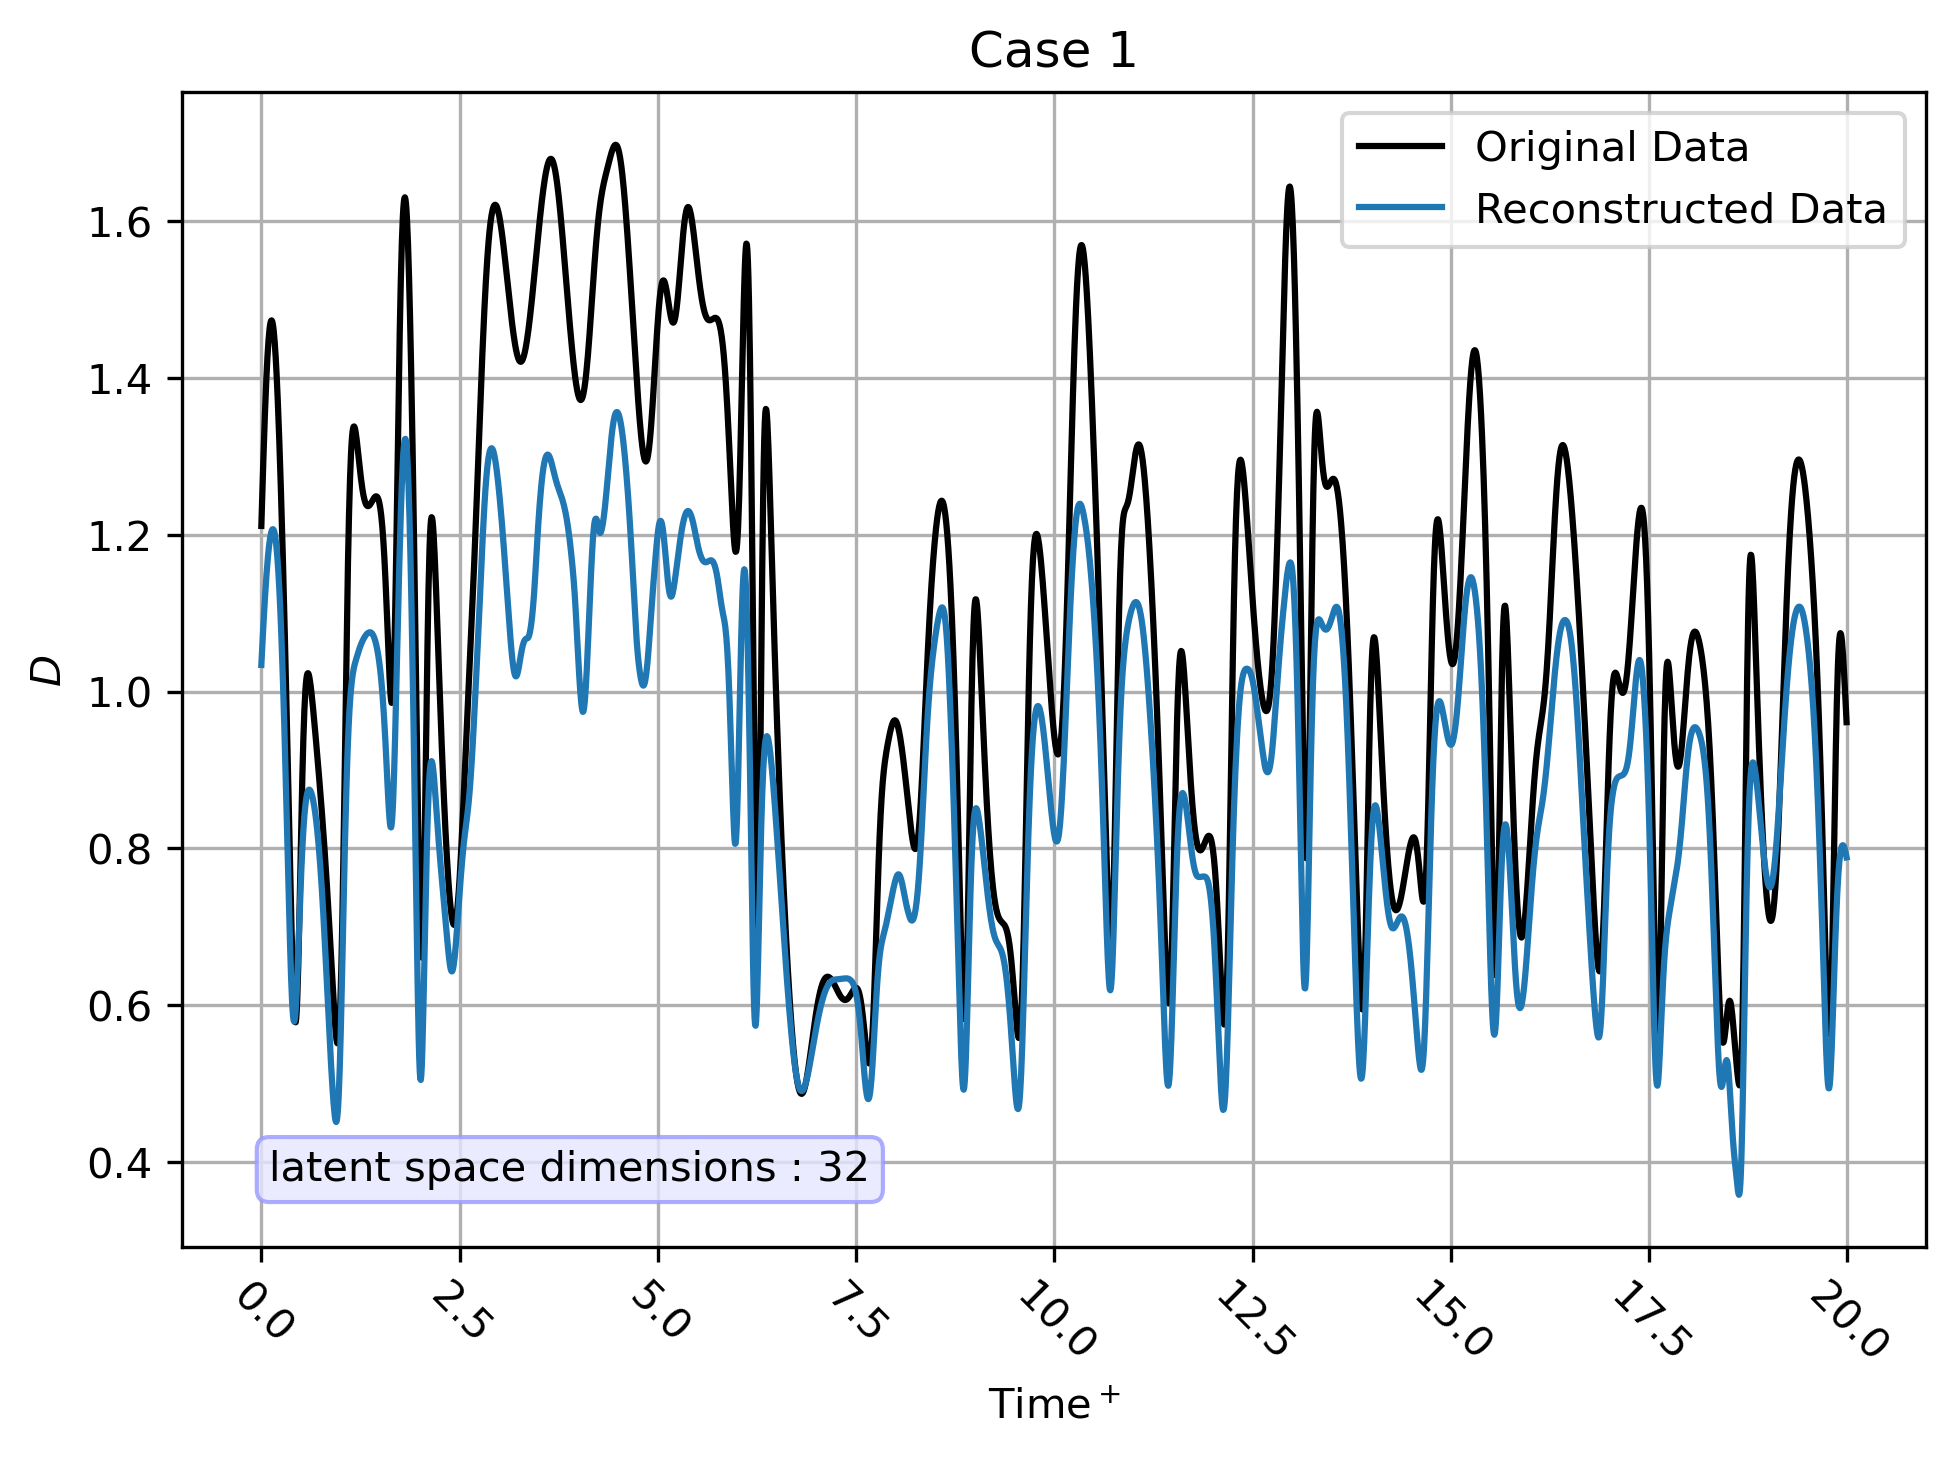 Case 1
Original Data
Reconstructed Data
D
1.6
1.4
1.2
1.0
0.8
0.6
0.4
latent space dimensions : 32
0.0 2.5 5.0 7.5 10.0 12.5 15.0 17.5 20.0
Time⁺